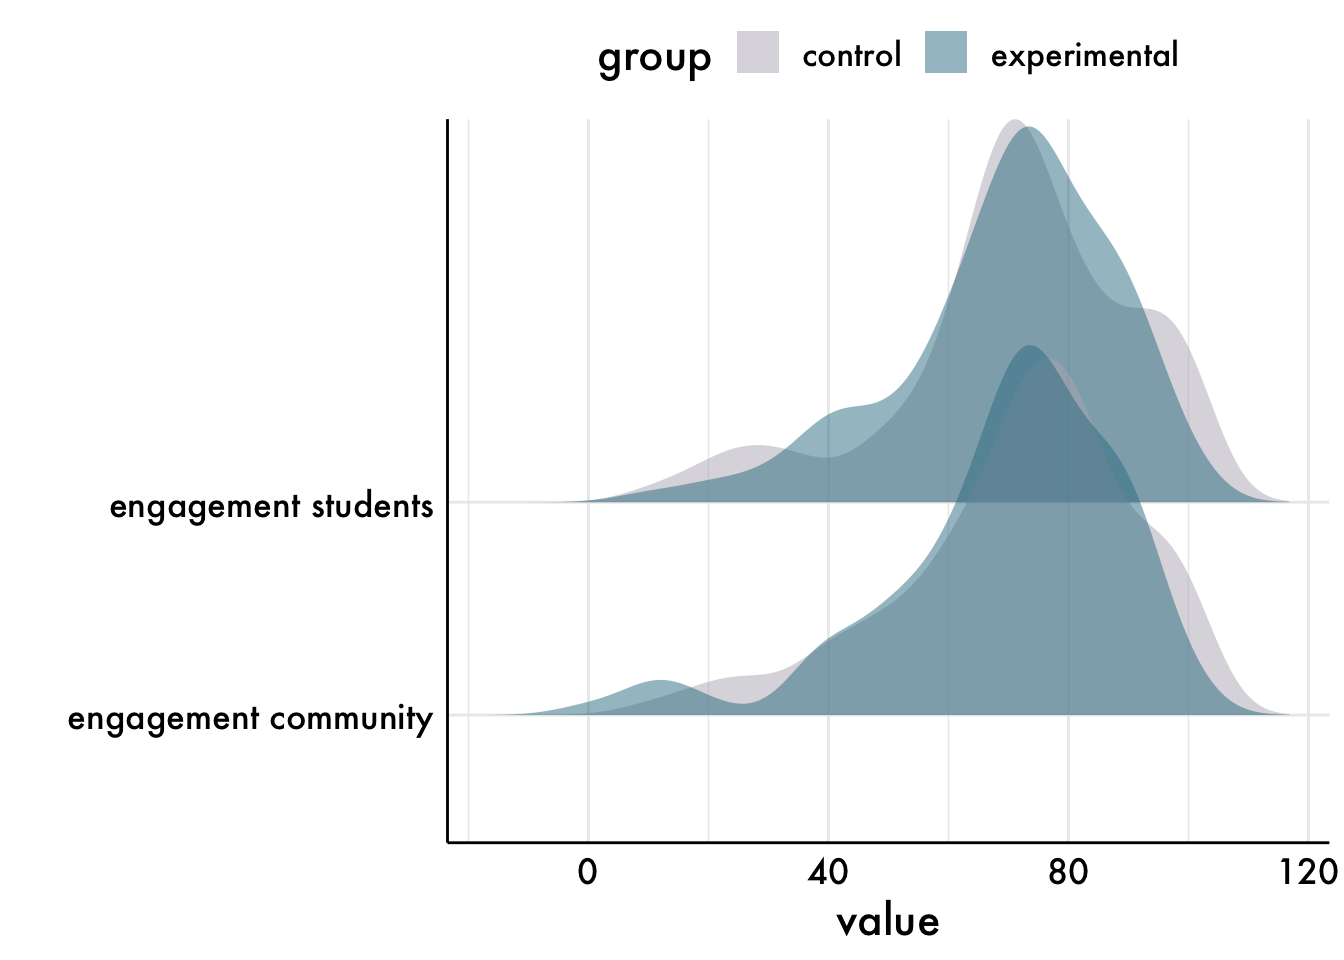 group control experimental
engagement students
engagement community
0 40 80 120
value